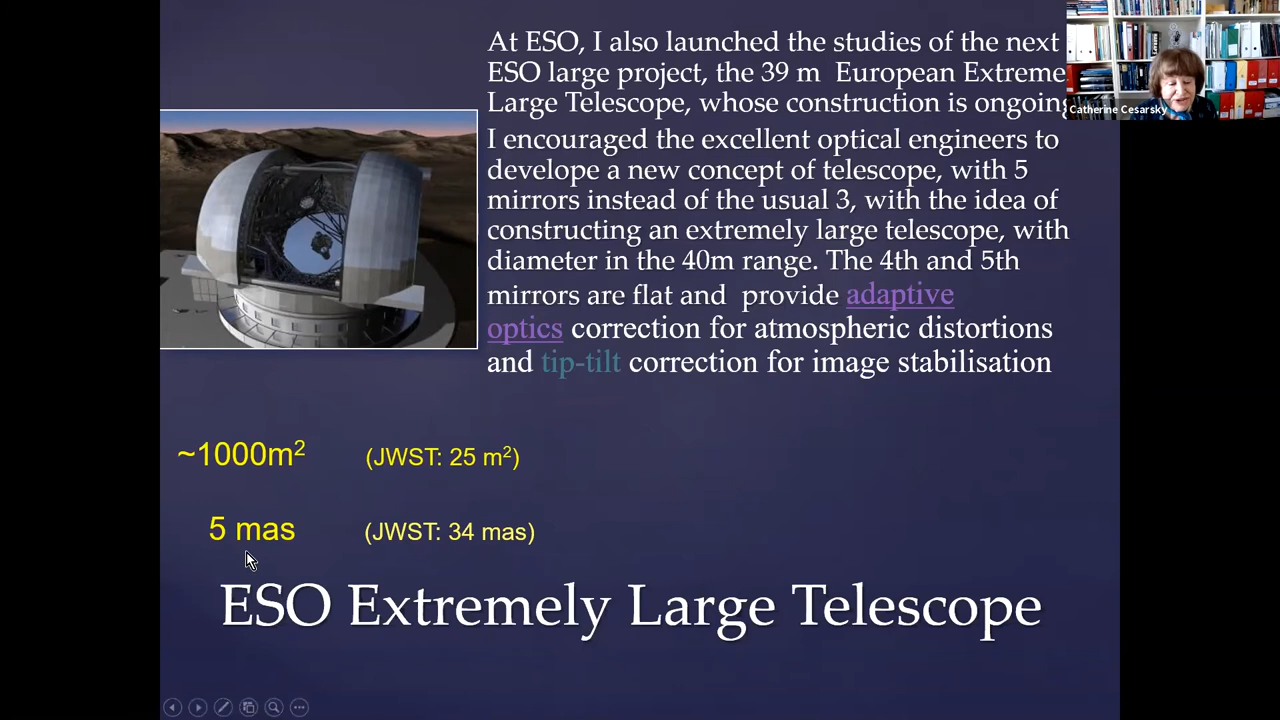 At ESO, I also launched the studies of the next
ESO large project, the 39 m European Extreme
Large Telescope, whose construction is ongoing
Catherine Cesarsky
I encouraged the excellent optical engineers to
develope a new concept of telescope, with 5
mirrors instead of the usual 3, with the idea of
constructing an extremely large telescope, with
diameter in the 40m range. The 4th and 5th
mirrors are flat and provide adaptive
optics correction for atmospheric distortions
and tip-tilt correction for image stabilisation
~1000m² (JWST: 25 m²)
5 mas (JWST: 34 mas)
ESO Extremely Large Telescope